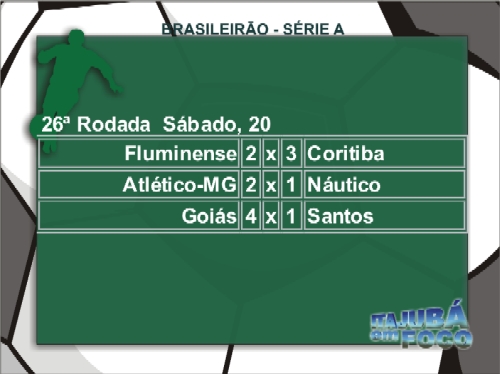 BRASILEIRÃO - SÉRIE A
26ª Rodada Sábado, 20
Fluminense 2 x 3 Coritiba
Atlético-MG 2 x 1 Náutico
Goiás 4 x 1 Santos
ITAJUBÁ
EM FOCO